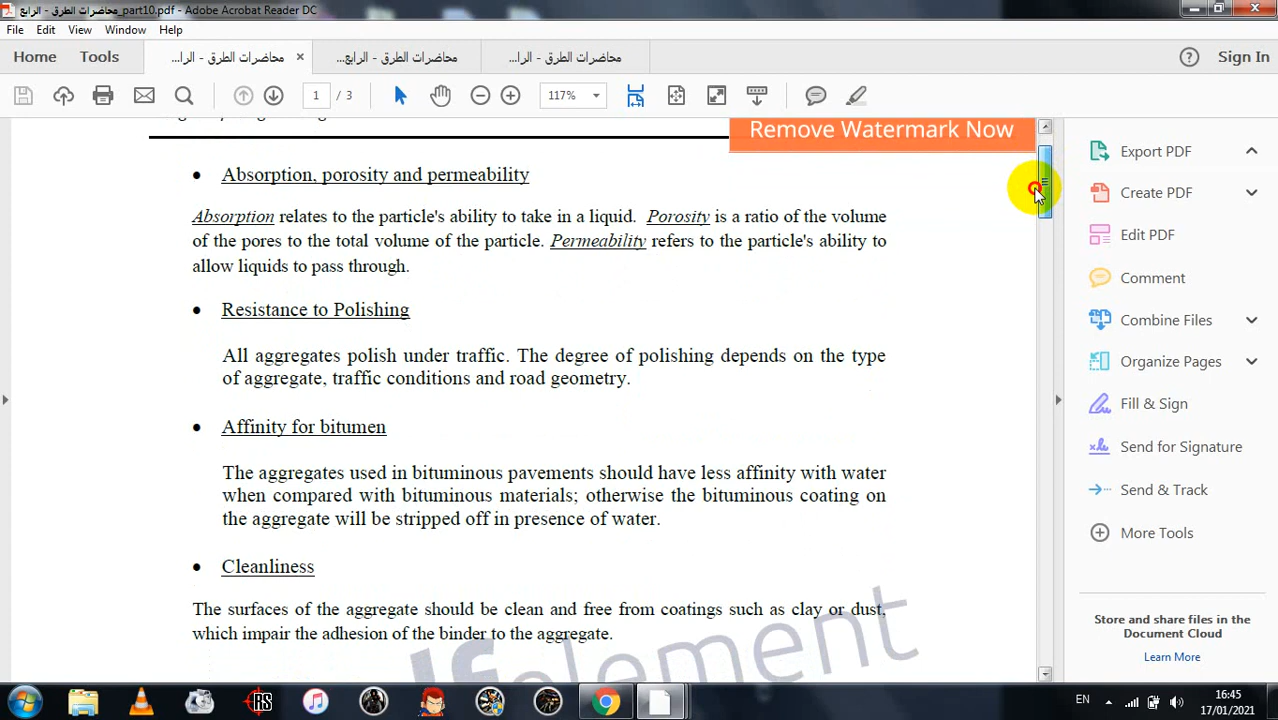 محاضرات الطرق - الرابع_part10.pdf - Adobe Acrobat Reader DC
File Edit View Window Help
Home Tools محاضرات الطرق - الرا... × محاضرات الطرق - الرابع... محاضرات الطرق - الرا... Sign In
1 / 3 117%
Remove Watermark Now
• Absorption, porosity and permeability
Absorption relates to the particle's ability to take in a liquid. Porosity is a ratio of the volume
of the pores to the total volume of the particle. Permeability refers to the particle's ability to
allow liquids to pass through.
• Resistance to Polishing
All aggregates polish under traffic. The degree of polishing depends on the type
of aggregate, traffic conditions and road geometry.
• Affinity for bitumen
The aggregates used in bituminous pavements should have less affinity with water
when compared with bituminous materials; otherwise the bituminous coating on
the aggregate will be stripped off in presence of water.
• Cleanliness
The surfaces of the aggregate should be clean and free from coatings such as clay or dust,
which impair the adhesion of the binder to the aggregate.
element
Export PDF
Create PDF
Edit PDF
Comment
Combine Files
Organize Pages
Fill & Sign
Send for Signature
Send & Track
More Tools
Store and share files in the
Document Cloud
Learn More
RS
EN
16:45
17/01/2021